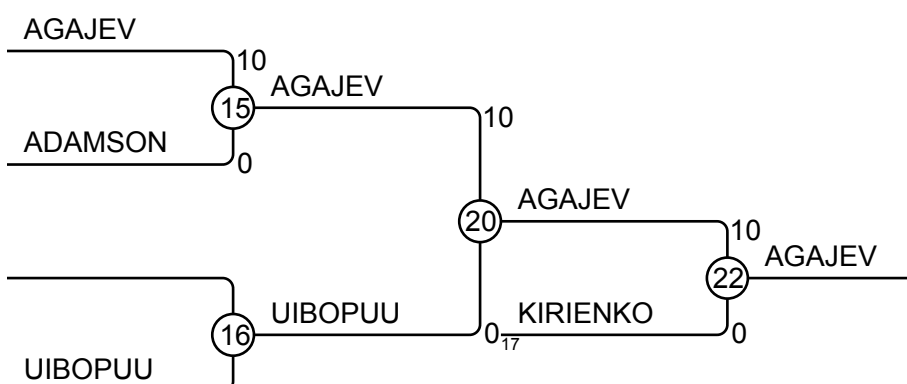 AGAJEV
10
15
AGAJEV
ADAMSON
0
10
20
AGAJEV
10
22
AGAJEV
16
UIBOPUU
0
17
KIRIENKO
0
UIBOPUU